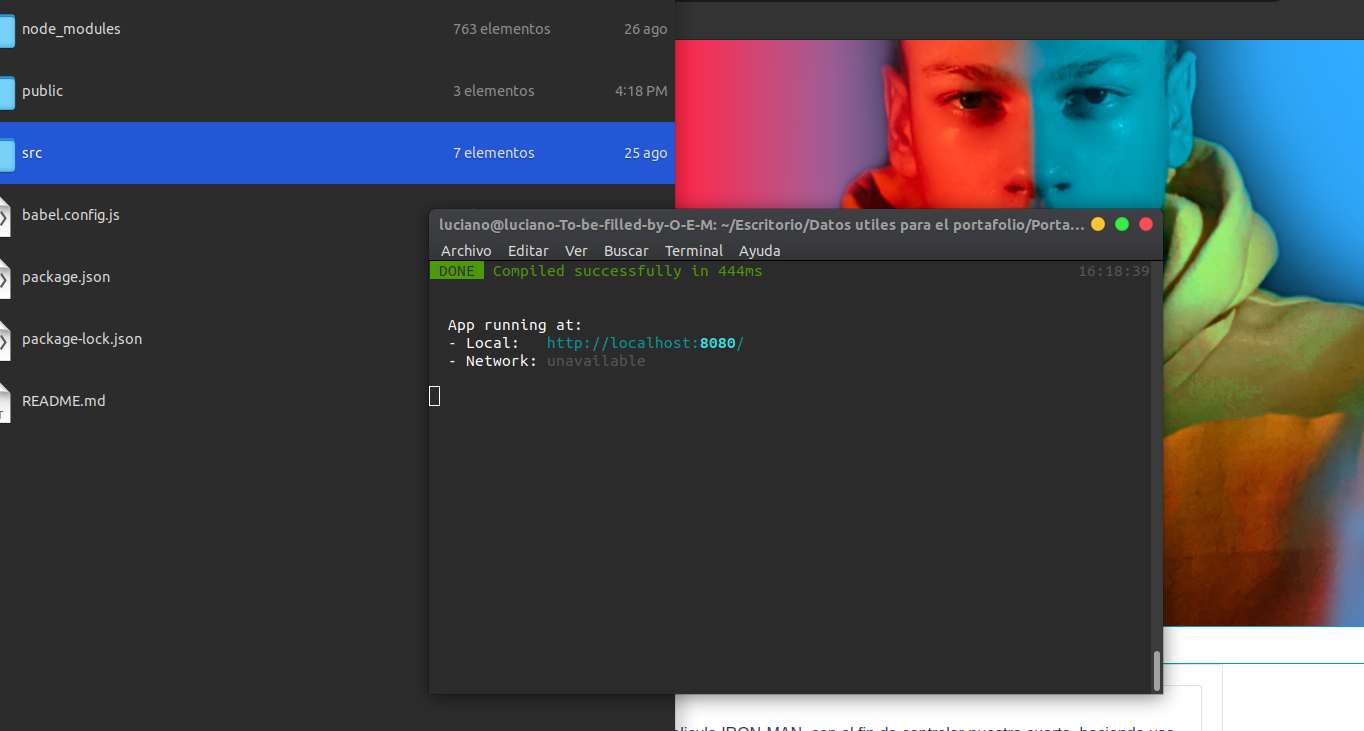 node_modules 763 elementos 26 ago
public 3 elementos 4:18 PM
src 7 elementos 25 ago
babel.config.js
package.json
package-lock.json
README.md
luciano@luciano-To-be-filled-by-O-E-M: ~/Escritorio/Datos utiles para el portafolio/Porta...
Archivo Editar Ver Buscar Terminal Ayuda
DONE Compiled successfully in 444ms 16:18:39
App running at:
- Local: http://localhost:8080/
- Network: unavailable
IRON-MAN, con el fin de controlar nuestro cuarto, haciendo uso